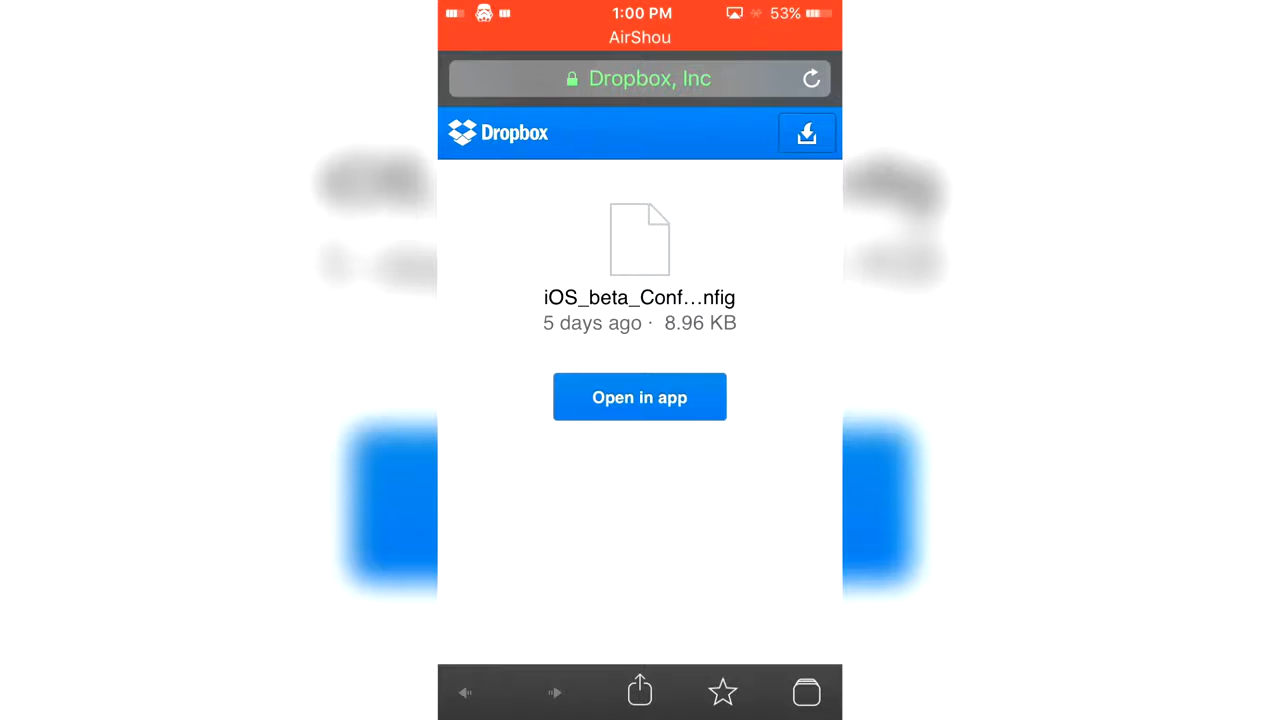 1:00 PM
53%
AirShou
Dropbox, Inc
Dropbox
iOS_beta_Conf...nfig
5 days ago · 8.96 KB
Open in app